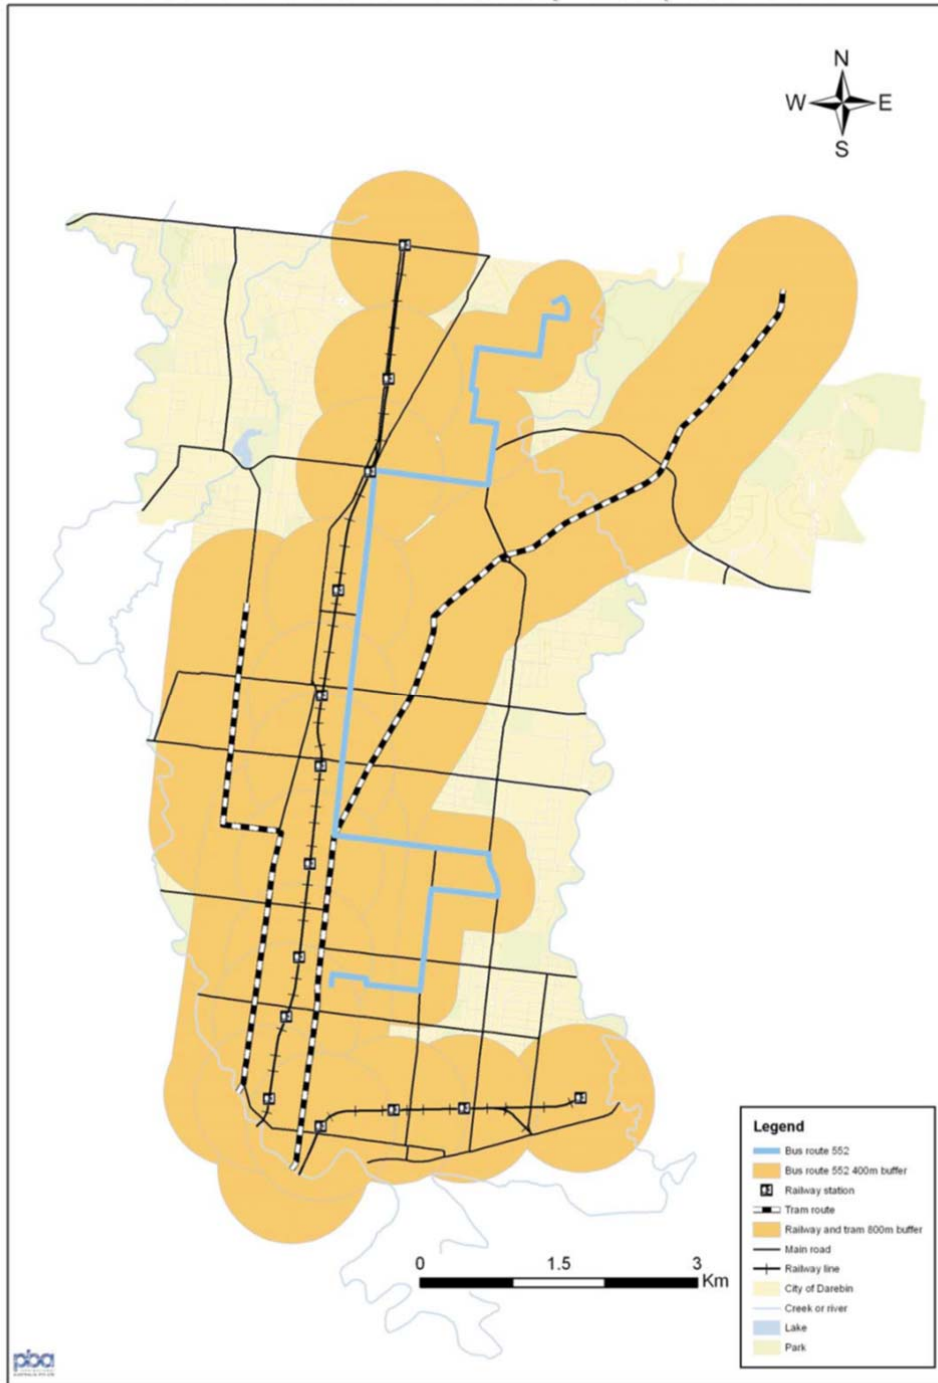 N
W E
S
0 1.5 3
Km
Legend
Bus route 552
Bus route 552 400m buffer
Railway station
Tram route
Railway and tram 800m buffer
Main road
Railway line
City of Darebin
Creek or river
Lake
Park
pba